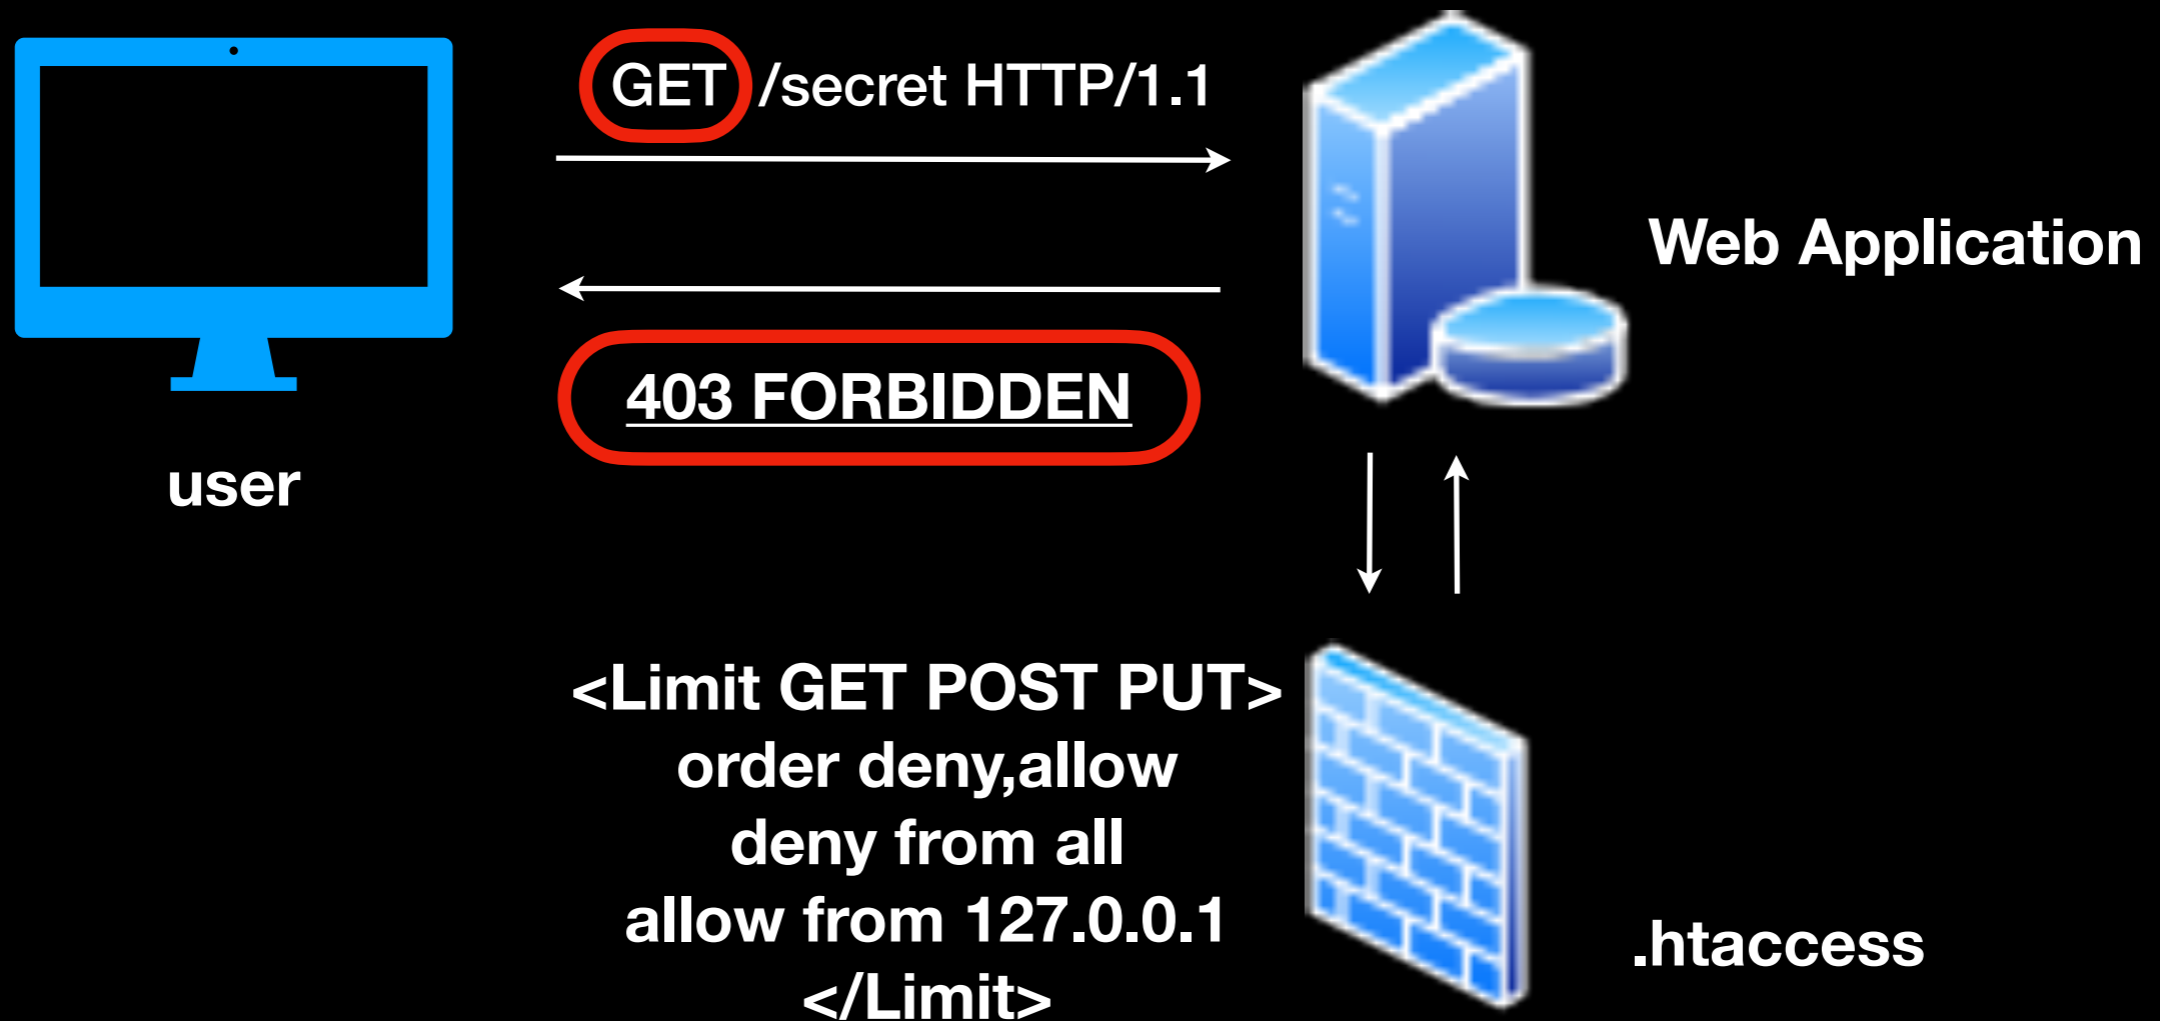 GET /secret HTTP/1.1
Web Application
403 FORBIDDEN
user
<Limit GET POST PUT>
order deny,allow
deny from all
allow from 127.0.0.1
</Limit>
.htaccess